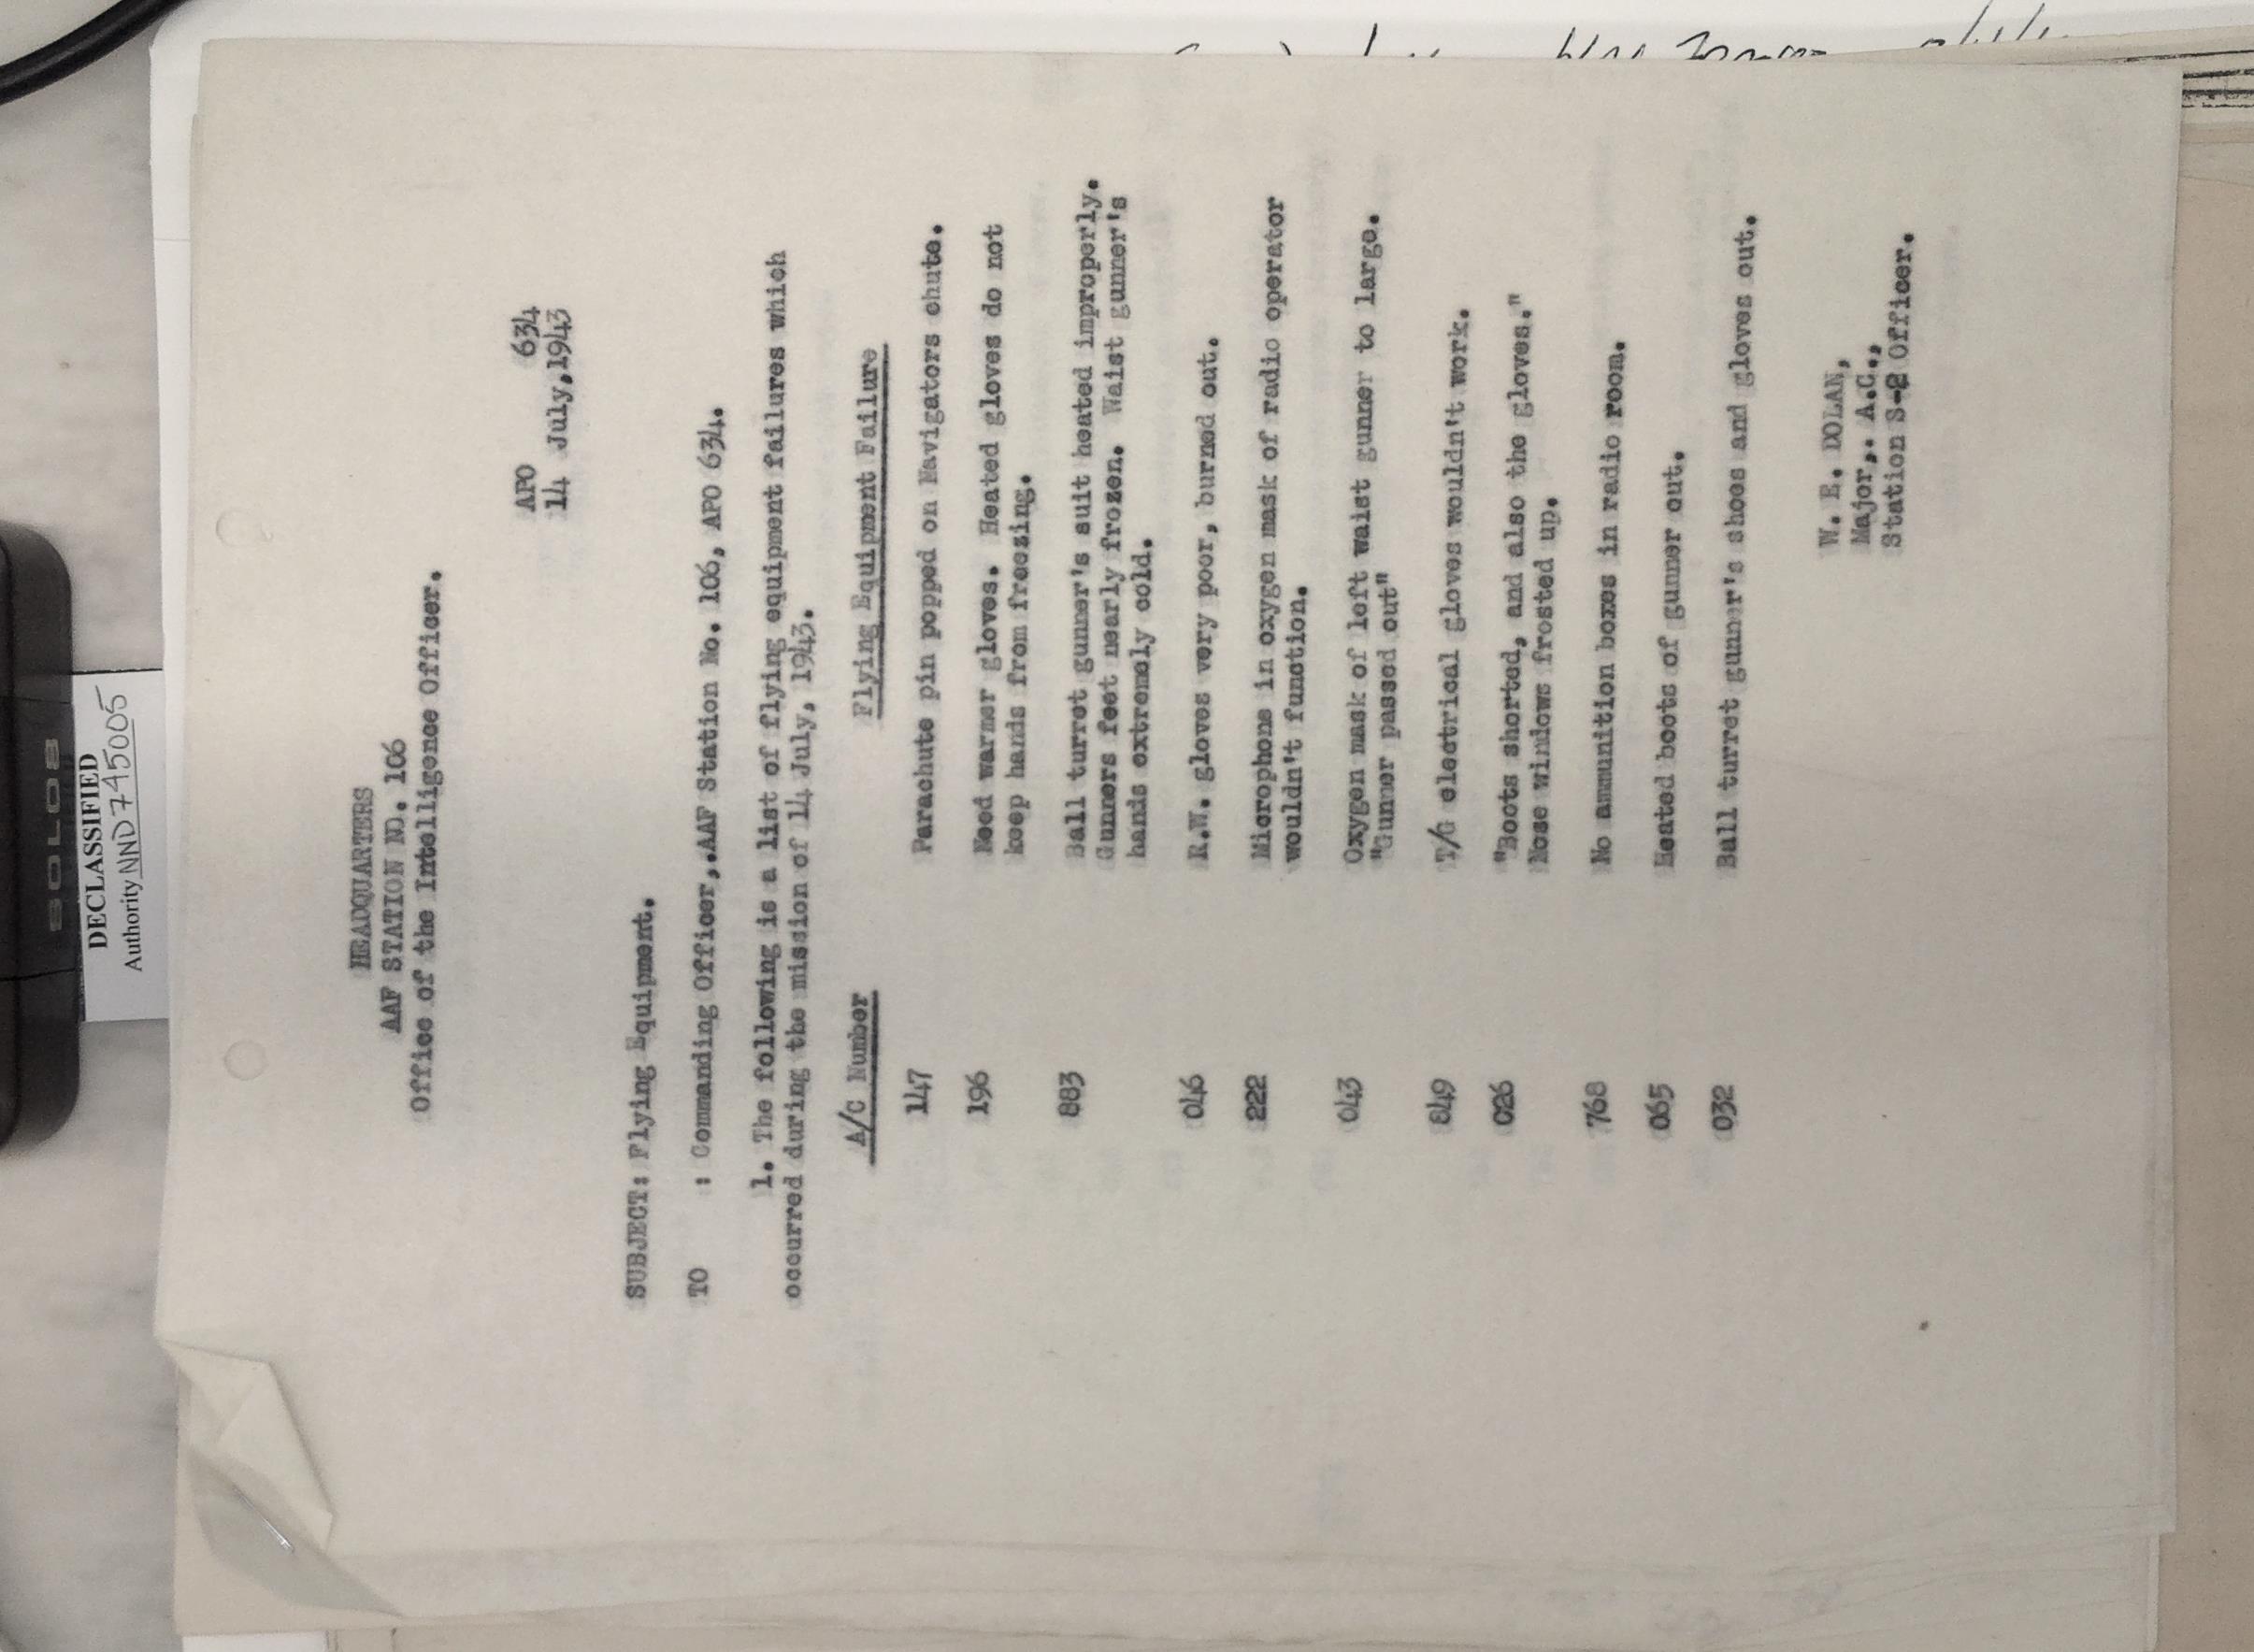 SOLO8
DECLASSIFIED
Authority NND 745005
HEADQUARTERS
AAF STATION NO. 106
Office of the Intelligence Officer.
APO 634
14 July,1943
SUBJECT: Flying Equipment.
TO : Commanding Officer,.AAF Station No. 106, APO 634.
1. The following is a list of flying equipment failures which
occurred during the mission of 14 July, 1943.
A/C Number Flying Equipment Failure
147 Parachute pin popped on Navigators chute.
196 Need warmer gloves. Heated gloves do not
keep hands from freezing.
883 Ball turret gunner's suit heated improperly.
Gunners feet nearly frozen. Waist gunner's
hands extremely cold.
046 R.W. gloves very poor, burned out.
222 Microphone in oxygen mask of radio operator
wouldn't function.
043 Oxygen mask of left waist gunner to large.
"Gunner passed out"
849 T/G electrical gloves wouldn't work.
026 "Boots shorted, and also the gloves."
Nose windows frosted up.
768 No ammunition boxes in radio room.
065 Heated boots of gunner out.
032 Ball turret gunner's shoes and gloves out.
W. E. DOLAN,
Major,. A.C.,
Station S-2 Officer.